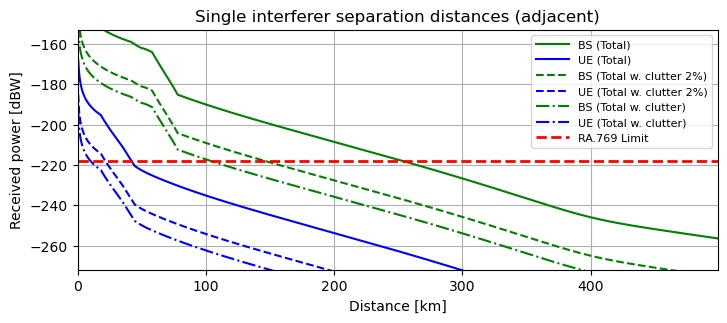 Single interferer separation distances (adjacent)
Received power [dBW]
−160
−180
−200
−220
−240
−260
BS (Total)
UE (Total)
BS (Total w. clutter 2%)
UE (Total w. clutter 2%)
BS (Total w. clutter)
UE (Total w. clutter)
RA.769 Limit
0 100 200 300 400
Distance [km]